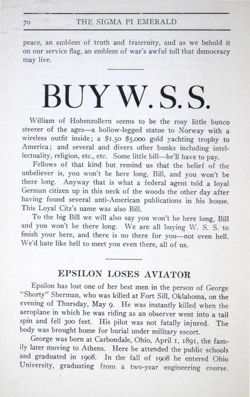 70 THE SIGMA PI EMERALD
peace, an emblem of truth and fraternity, and as we behold it
on our service flag, an emblem of war's awful toll that democracy
may live.
BUY W. S. S.
William of Hohenzollern seems to be the rosy little bunco
steerer of the ages—a hollow-legged statue to Norway with a
wireless outfit inside; a $1.50 $5,000 gold yachting trophy to
America; and several and divers other bunks including intel-
lectuality, religion, etc., etc. Some little bill—he'll have to pay.
Fellows of that kind but remind us that the belief of the
unbeliever is, you won't be here long, Bill, and you won't be
there long. Anyway that is what a federal agent told a loyal
German citizen up in this neck of the woods the other day after
having found several anti-American publications in his house.
This Loyal Citz's name was also Bill.
To the big Bill we will also say you won't be here long, Bill
and you won't be there long. We are all buying W. S. S. to
finish your here, and there is no there for you—not even hell.
We'd hate like hell to meet you even there, all of us.
EPSILON LOSES AVIATOR
Epsilon has lost one of her best men in the person of George
"Shorty" Sherman, who was killed at Fort Sill, Oklahoma, on the
evening of Thursday, May 9. He was instantly killed when the
aeroplane in which he was riding as an observer went into a tail
spin and fell 300 feet. His pilot was not fatally injured. The
body was brought home for burial under military escort.
George was born at Carbondale, Ohio, April 1, 1891, the fam-
ily later moving to Athens. Here he attended the public schools
and graduated in 1908. In the fall of 1908 he entered Ohio
University, graduating from a two-year engineering course.